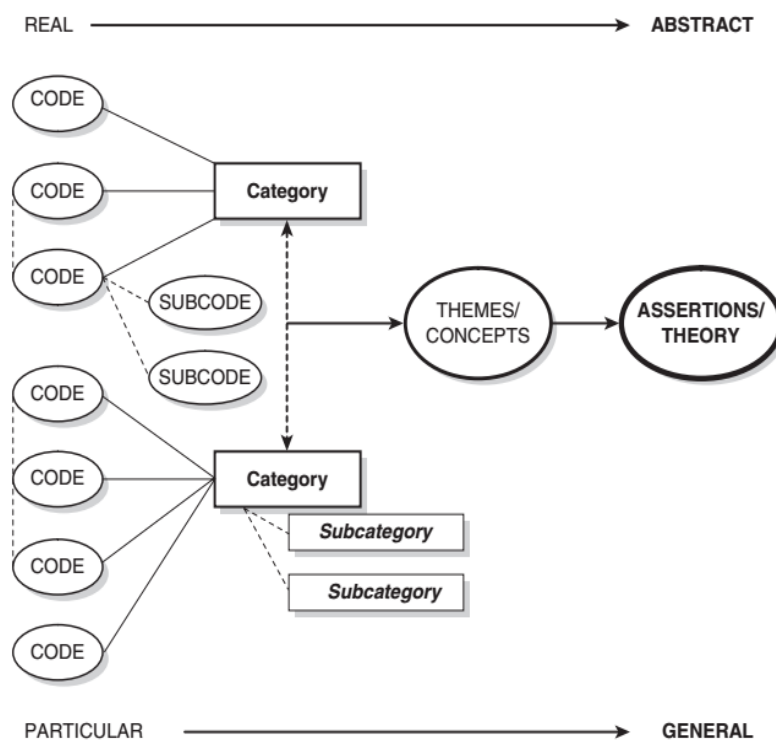 REAL
ABSTRACT
CODE
CODE
Category
CODE
SUBCODE
THEMES/
CONCEPTS
ASSERTIONS/
THEORY
SUBCODE
CODE
CODE
Category
Subcategory
CODE
Subcategory
CODE
PARTICULAR
GENERAL